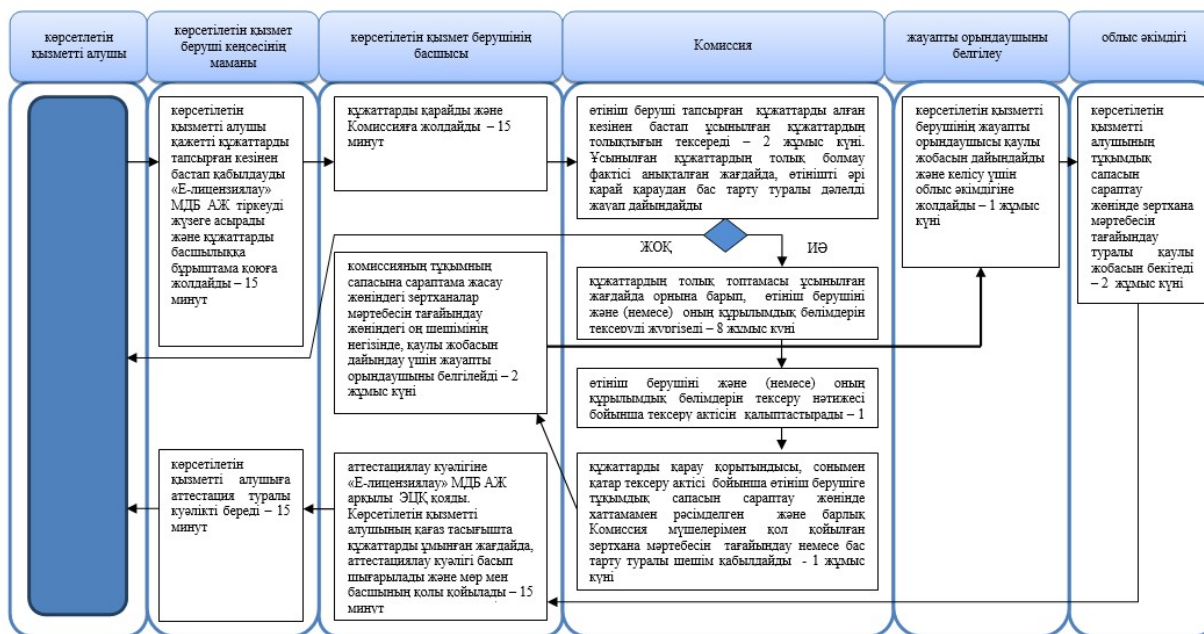 көрсетлетін
қызметті алушы
көрсетілетін қызмет
беруші кеңсесінің
маманы
көрсетілетін қызмет берушінің
басшысы
Комиссия
жауапты орындаушыны
белгілеу
облыс әкімдігі
көрсетілетін
қызметті алушы
қажетті құжаттарды
тапсырған кезінен
бастап қабылдауды
«Е-лицензиялау»
МДБ АЖ тіркеуді
жүзеге асырады
және құжаттарды
басшылыққа
бұрыштама қоюға
жолдайды – 15
минут
құжаттарды қарайды және
Комиссияға жолдайды – 15
минут
өтініш беруші тапсырған құжаттарды алған
кезінен бастап ұсынылған құжаттардың
толықтығын тексереді – 2 жұмыс күні.
Ұсынылған құжаттардың толық болмау
фактісі анықталған жағдайда, өтінішті әрі
қарай қараудан бас тарту туралы дәлелді
жауап дайындайды
көрсетілетін қызметті
берушінің жауапты
орындаушысы қаулы
жобасын дайындайды
және келісу үшін
облыс әкімдігіне
жолдайды – 1 жұмыс
күні
көрсетілетін
қызметті
алушының
тұқымдық
сапасын
сараптау
жөнінде зертхана
мәртебесін
тағайындау
туралы қаулы
жобасын бекітеді
– 2 жұмыс күні
ЖОҚ
ИӘ
комиссияның тұқымның
сапасына сараптама жасау
жөніндегі зертханалар
мәртебесін тағайындау
жөніндегі оң шешімінің
негізінде, қаулы жобасын
дайындау үшін жауапты
орындаушыны белгілейді – 2
жұмыс күні
құжаттардың толық топтамасы ұсынылған
жағдайда орнына барып, өтініш берушіні
және (немесе) оның құрылымдық бөлімдерін
тексеруді жүргізеді – 8 жұмыс күні
өтініш берушіні және (немесе) оның
құрылымдық бөлімдерін тексеру нәтижесі
бойынша тексеру актісін қалыптастырады – 1
көрсетілетін
қызметті алушыға
аттестация туралы
куәлікті береді – 15
минут
аттестациялау куәлігіне
«Е-лицензиялау» МДБ АЖ
арқылы ЭЦҚ қояды.
Көрсетілетін қызметті
алушының қағаз тасығышта
құжаттарды ұмынған жағдайда,
аттестациялау куәлігі басып
шығарылады және мөр мен
басшының қолы қойылады – 15
минут
құжаттарды қарау қорытындысы, сонымен
қатар тексеру актісі бойынша өтініш берушіге
тұқымдық сапасын сараптау жөнінде
хаттамамен рәсімделген және барлық
Комиссия мүшелерімен қол қойылған
зертхана мәртебесін тағайындау немесе бас
тарту туралы шешім қабылдайды - 1 жұмыс
күні